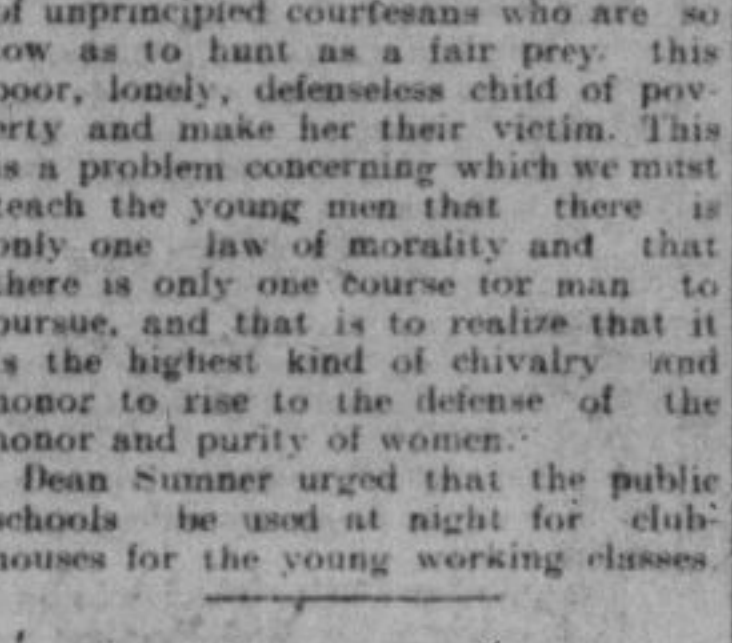 of unprincipled courtesans who are so
low as to hunt as a fair prey. this
poor, lonely, defenseless child of pov-
erty and make her their victim. This
is a problem concerning which we must
teach the young men that there is
only one law of morality and that
there is only one course for man to
pursue, and that is to realize that it
is the highest kind of chivalry and
honor to rise to the defense of the
honor and purity of women."
Dean Sumner urged that the public
schools be used at night for club-
houses for the young working classes.